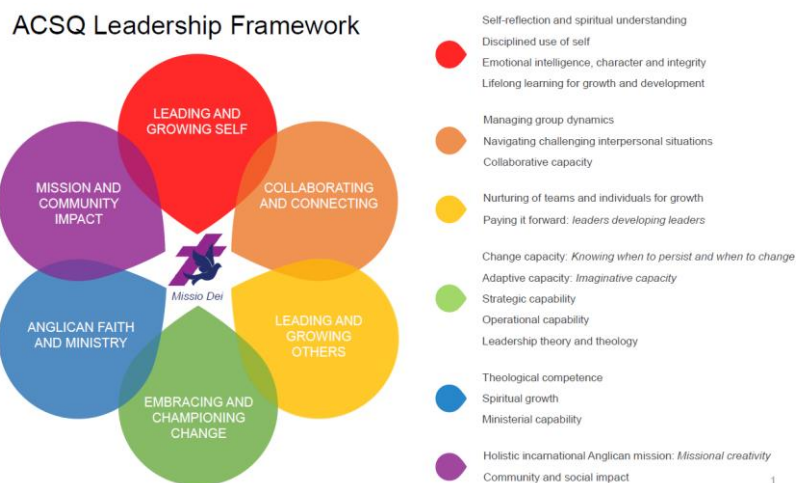 ACSQ Leadership Framework
LEADING AND
GROWING SELF
COLLABORATING
AND CONNECTING
LEADING AND
GROWING
OTHERS
EMBRACING AND
CHAMPIONING
CHANGE
ANGLICAN FAITH
AND MINISTRY
MISSION AND
COMMUNITY
IMPACT
Missio Dei
Self-reflection and spiritual understanding
Disciplined use of self
Emotional intelligence, character and integrity
Lifelong learning for growth and development
Managing group dynamics
Navigating challenging interpersonal situations
Collaborative capacity
Nurturing of teams and individuals for growth
Paying it forward: leaders developing leaders
Change capacity: Knowing when to persist and when to change
Adaptive capacity: Imaginative capacity
Strategic capability
Operational capability
Leadership theory and theology
Theological competence
Spiritual growth
Ministerial capability
Holistic incarnational Anglican mission: Missional creativity
Community and social impact
1